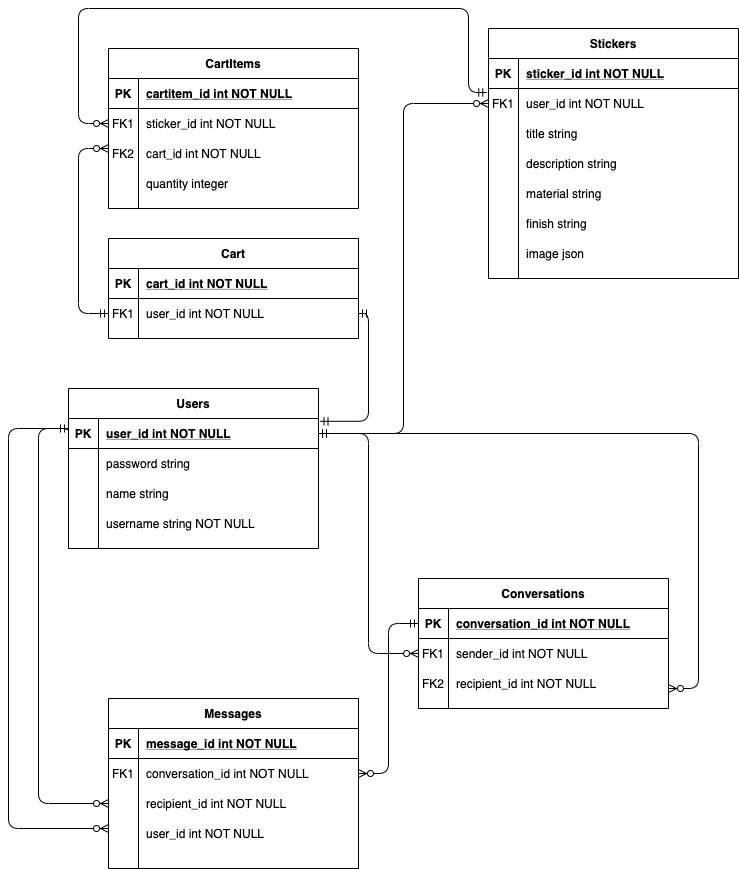 CartItems
PK cartitem_id int NOT NULL
FK1 sticker_id int NOT NULL
FK2 cart_id int NOT NULL
quantity integer
Stickers
PK sticker_id int NOT NULL
FK1 user_id int NOT NULL
title string
description string
material string
finish string
image json
Cart
PK cart_id int NOT NULL
FK1 user_id int NOT NULL
Users
PK user_id int NOT NULL
password string
name string
username string NOT NULL
Conversations
PK conversation_id int NOT NULL
FK1 sender_id int NOT NULL
FK2 recipient_id int NOT NULL
Messages
PK message_id int NOT NULL
FK1 conversation_id int NOT NULL
recipient_id int NOT NULL
user_id int NOT NULL